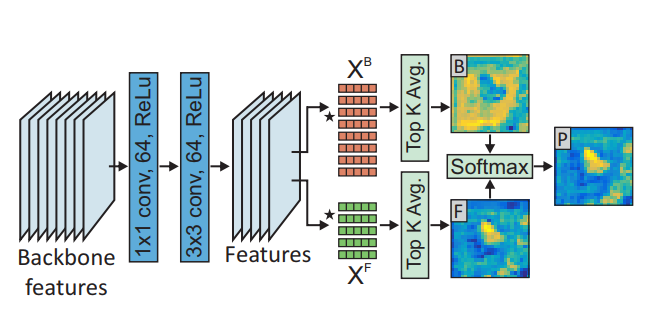 Backbone
features
1x1 conv, 64, ReLu
3x3 conv, 64, ReLu
Features
X^B
★
Top K Avg.
B
★
X^F
Top K Avg.
F
Softmax
P